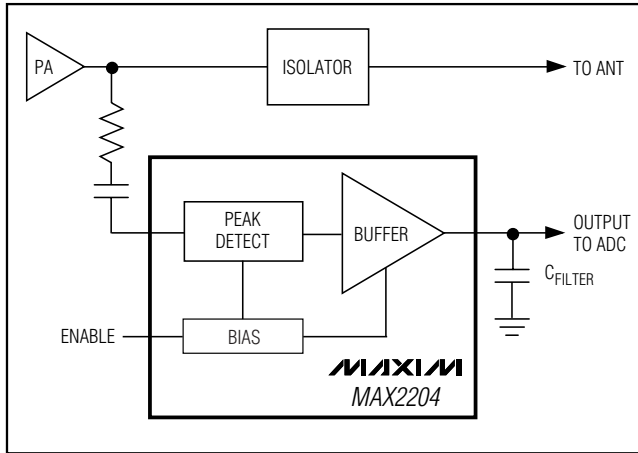 PA
ISOLATOR
TO ANT
PEAK
DETECT
BUFFER
OUTPUT
TO ADC
CFILTER
ENABLE
BIAS
MAXIM
MAX2204